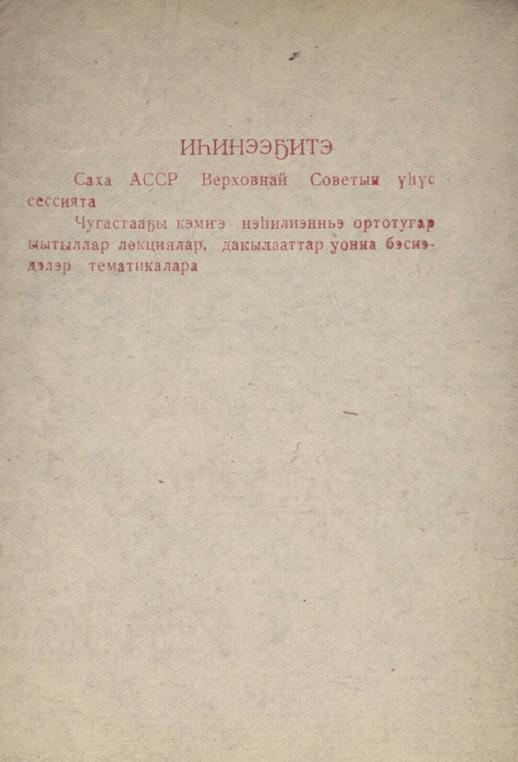 ИҺИНЭЭҔИТЭ
Саха АССР Верховнай Советын үһүс
сессията
Чугастааҕы кэмҥэ нэһилиэнньэ ортотугар
ыытыллар лекциялар, дакылааттар уонна бэсиэ-
дэлэр тематикалара